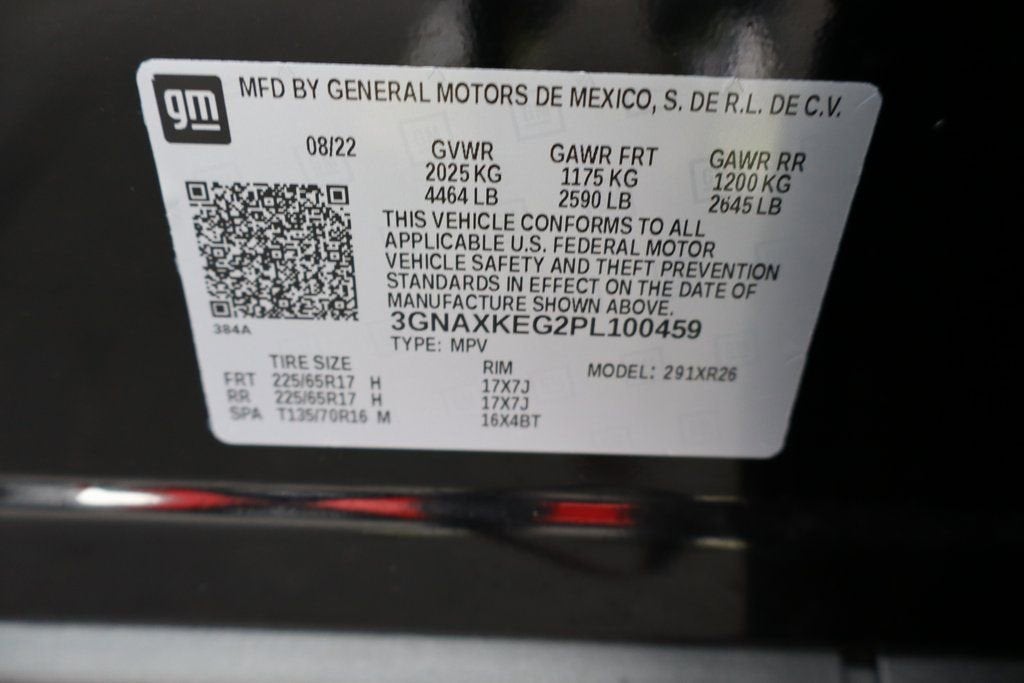 gm
MFD BY GENERAL MOTORS DE MEXICO, S. DE R.L. DE C.V.
08/22
GVWR GAWR FRT GAWR RR
2025 KG 1175 KG 1200 KG
4464 LB 2590 LB 2645 LB
THIS VEHICLE CONFORMS TO ALL
APPLICABLE U.S. FEDERAL MOTOR
VEHICLE SAFETY AND THEFT PREVENTION
STANDARDS IN EFFECT ON THE DATE OF
MANUFACTURE SHOWN ABOVE.
3GNAXKEG2PL100459
384A
TYPE: MPV
TIRE SIZE RIM MODEL: 291XR26
FRT 225/65R17 H 17X7J
RR 225/65R17 H 17X7J
SPA T135/70R16 M 16X4BT